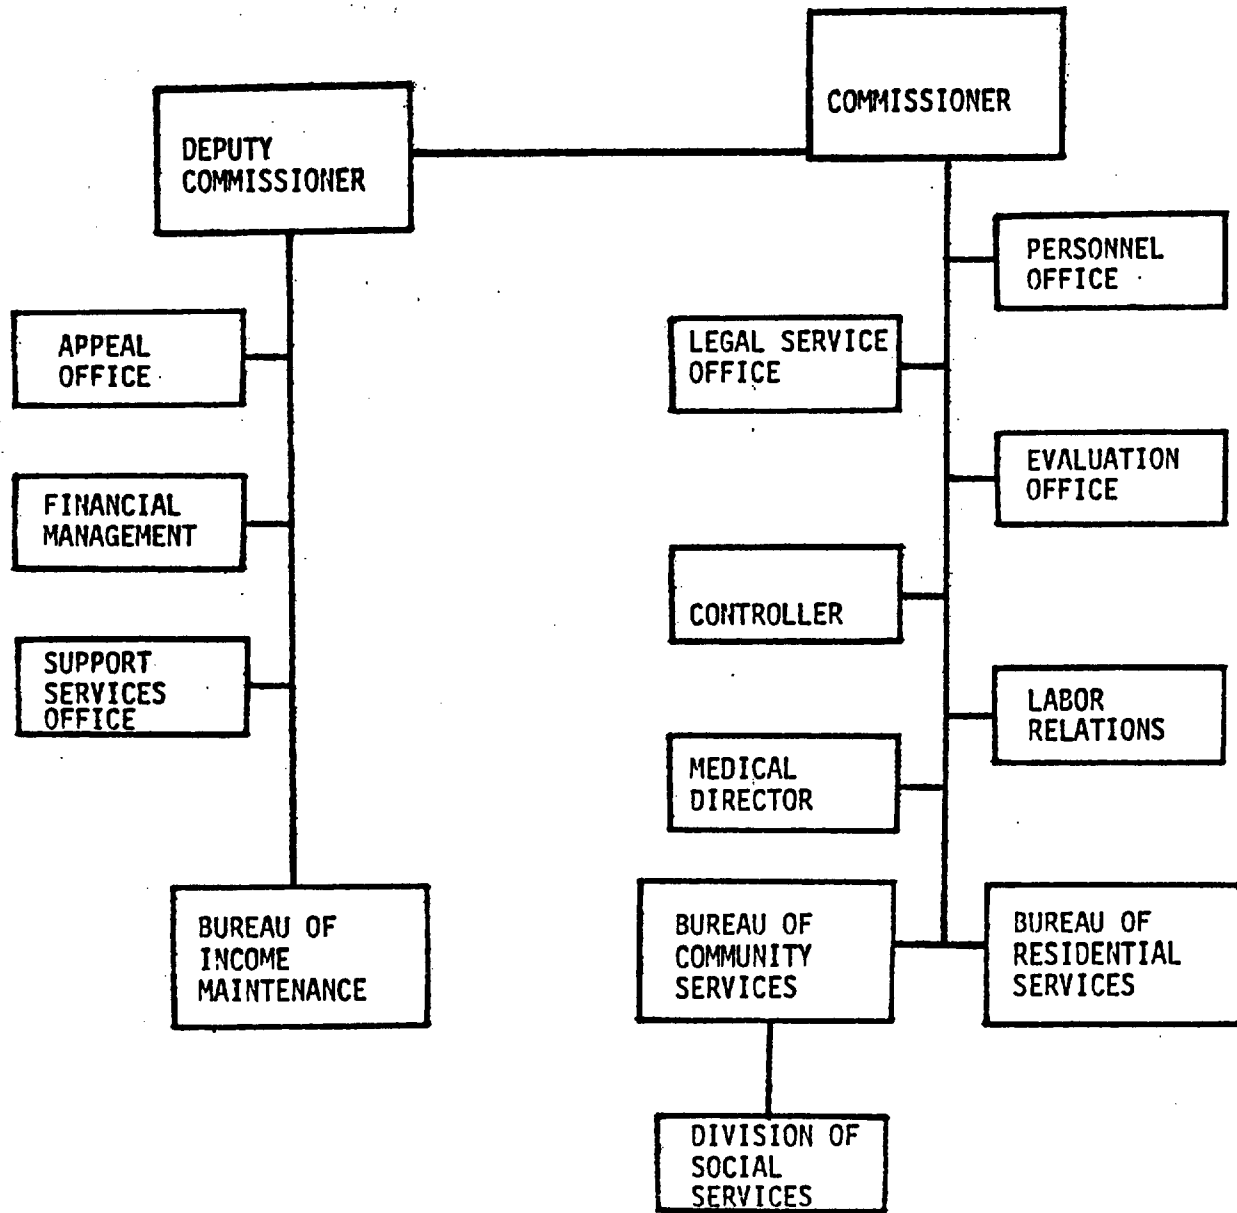 COMMISSIONER
DEPUTY
COMMISSIONER
PERSONNEL
OFFICE
APPEAL
OFFICE
LEGAL SERVICE
OFFICE
EVALUATION
OFFICE
FINANCIAL
MANAGEMENT
CONTROLLER
SUPPORT
SERVICES
OFFICE
LABOR
RELATIONS
MEDICAL
DIRECTOR
BUREAU OF
INCOME
MAINTENANCE
BUREAU OF
COMMUNITY
SERVICES
BUREAU OF
RESIDENTIAL
SERVICES
DIVISION OF
SOCIAL
SERVICES